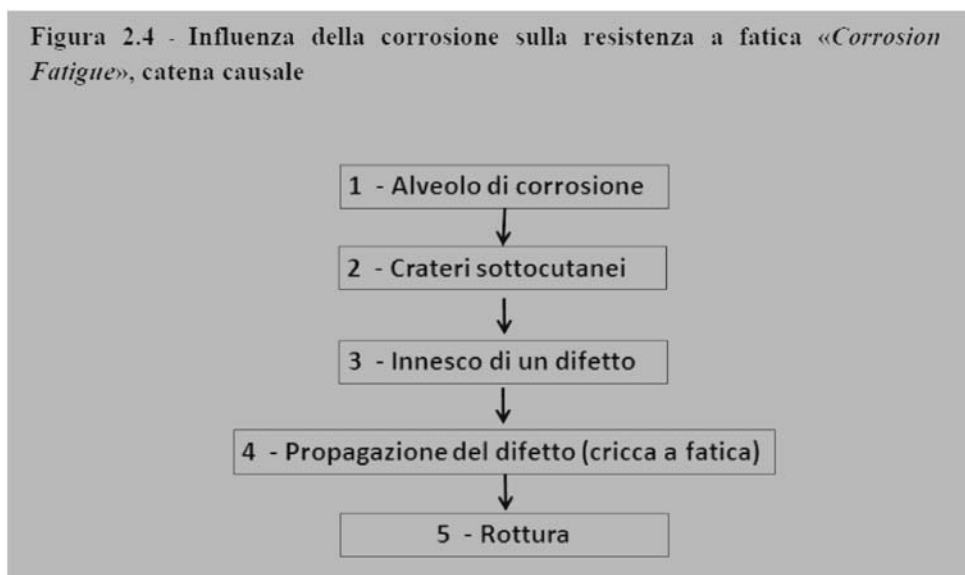 Figura 2.4 - Influenza della corrosione sulla resistenza a fatica «Corrosion
Fatigue», catena causale
1 - Alveolo di corrosione
2 - Crateri sottocutanei
3 - Innesco di un difetto
4 - Propagazione del difetto (cricca a fatica)
5 - Rottura